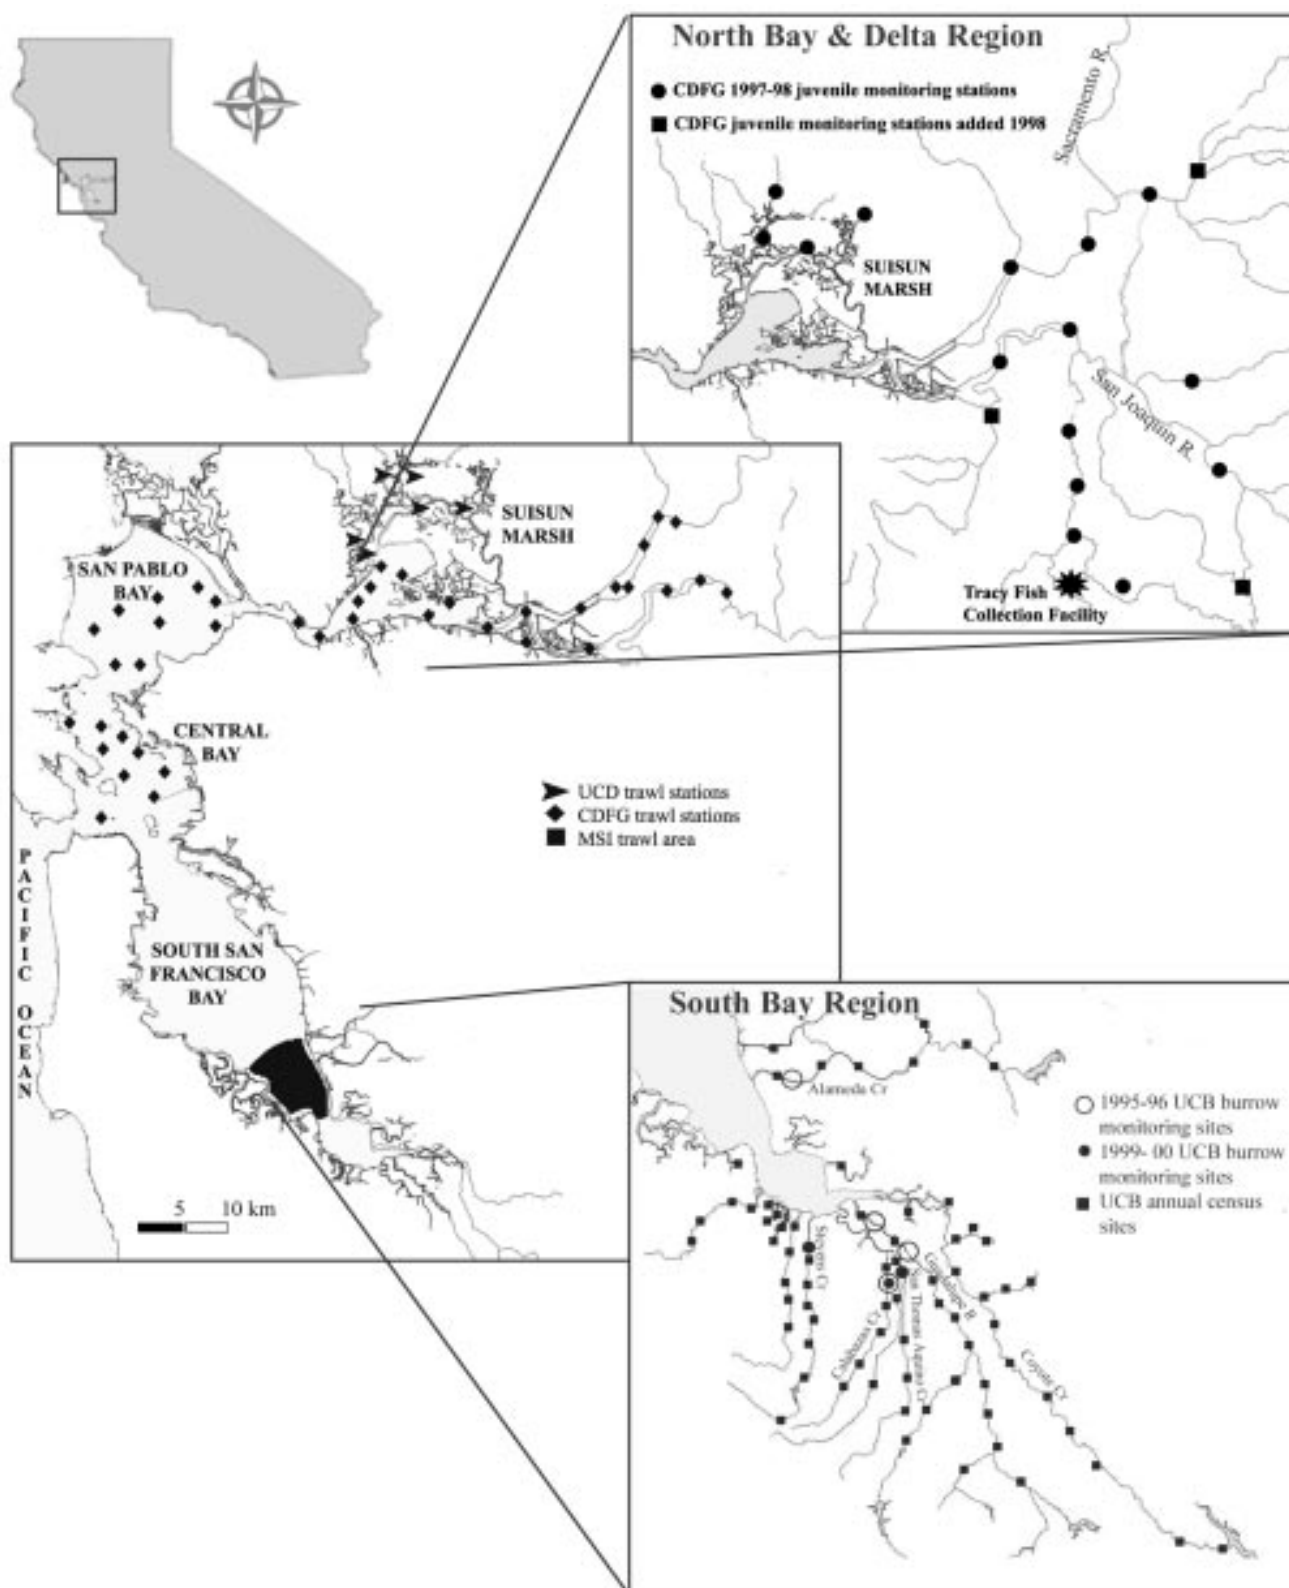 North Bay & Delta Region
CDFG 1997-98 juvenile monitoring stations
CDFG juvenile monitoring stations added 1998
Sacramento R.
SUISUN
MARSH
San Joaquin R.
Tracy Fish
Collection Facility
SUISUN
MARSH
SAN PABLO
BAY
CENTRAL
BAY
UCD trawl stations
CDFG trawl stations
MSI trawl area
PACIFIC OCEAN
SOUTH SAN
FRANCISCO
BAY
5 10 km
South Bay Region
Alameda Cr
1995-96 UCB burrow
monitoring sites
1999- 00 UCB burrow
monitoring sites
UCB annual census
sites
Stevens Cr
Calabazas Cr
San Thomas Aquino Cr
Guadalupe R
Coyote Cr